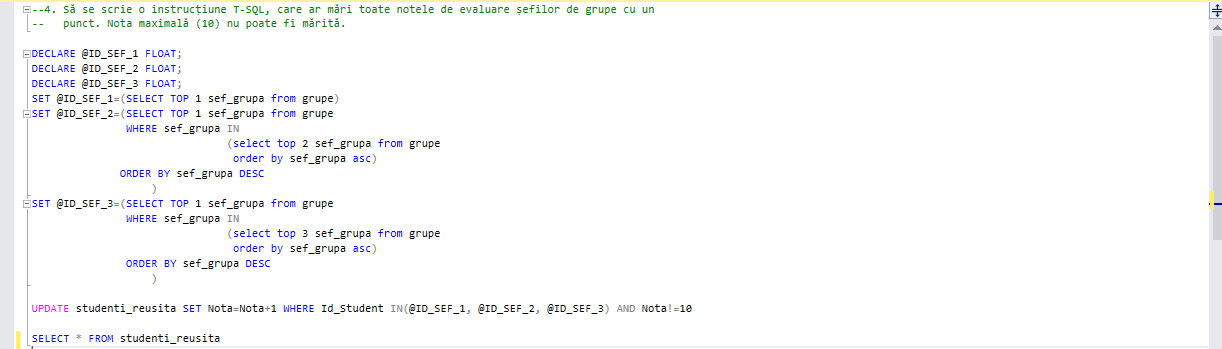 --4. Să se scrie o instrucțiune T-SQL, care ar mări toate notele de evaluare șefilor de grupe cu un
--   punct. Nota maximală (10) nu poate fi mărită.
DECLARE @ID_SEF_1 FLOAT;
DECLARE @ID_SEF_2 FLOAT;
DECLARE @ID_SEF_3 FLOAT;
SET @ID_SEF_1=(SELECT TOP 1 sef_grupa from grupe)
SET @ID_SEF_2=(SELECT TOP 1 sef_grupa from grupe
WHERE sef_grupa IN
(select top 2 sef_grupa from grupe
order by sef_grupa asc)
ORDER BY sef_grupa DESC
)
SET @ID_SEF_3=(SELECT TOP 1 sef_grupa from grupe
WHERE sef_grupa IN
(select top 3 sef_grupa from grupe
order by sef_grupa asc)
ORDER BY sef_grupa DESC
)
UPDATE studenti_reusita SET Nota=Nota+1 WHERE Id_Student IN(@ID_SEF_1, @ID_SEF_2, @ID_SEF_3) AND Nota!=10
SELECT * FROM studenti_reusita